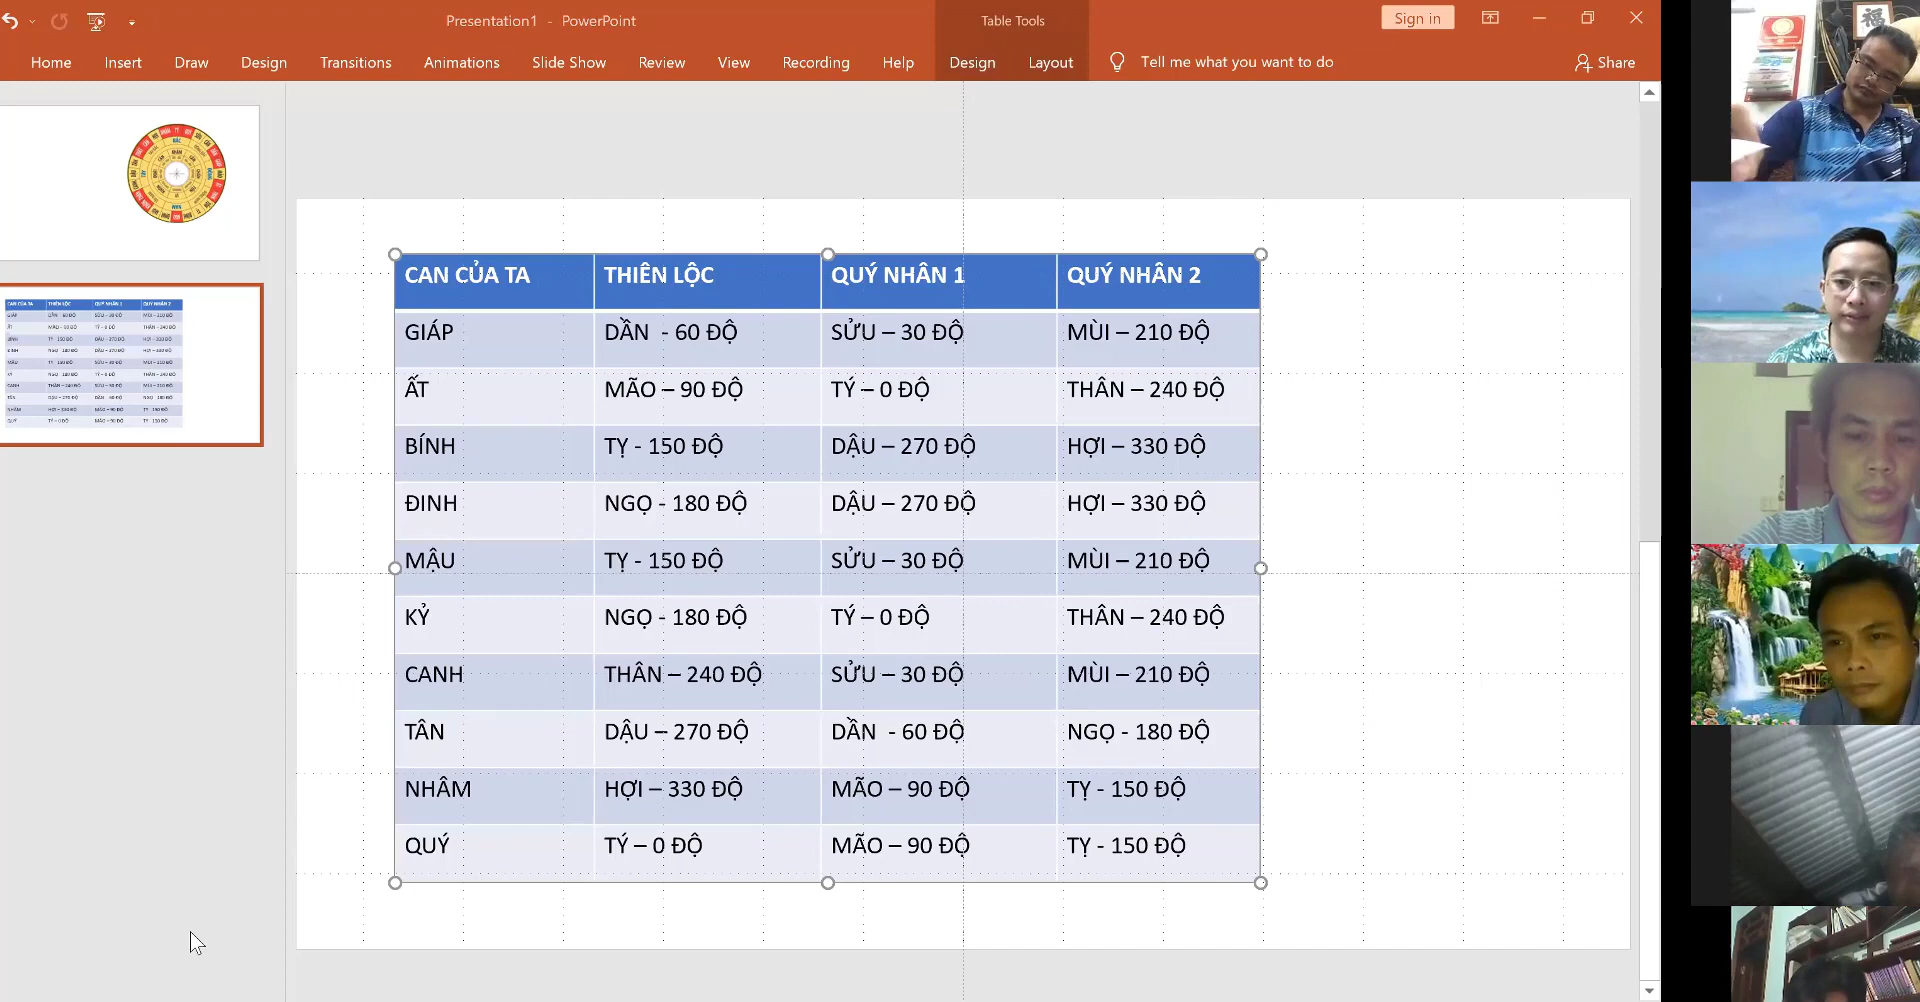 Presentation1 - PowerPoint
Table Tools
Sign in
Home Insert Draw Design Transitions Animations Slide Show Review View Recording Help Design Layout Tell me what you want to do Share
CAN CỦA TA THIÊN LỘC QUÝ NHÂN 1 QUÝ NHÂN 2
GIÁP DẦN - 60 ĐỘ SỬU – 30 ĐỘ MÙI – 210 ĐỘ
ẤT MÃO – 90 ĐỘ TÝ – 0 ĐỘ THÂN – 240 ĐỘ
BÍNH TỴ - 150 ĐỘ DẬU – 270 ĐỘ HỢI – 330 ĐỘ
ĐINH NGỌ - 180 ĐỘ DẬU – 270 ĐỘ HỢI – 330 ĐỘ
MẬU TỴ - 150 ĐỘ SỬU – 30 ĐỘ MÙI – 210 ĐỘ
KỶ NGỌ - 180 ĐỘ TÝ – 0 ĐỘ THÂN – 240 ĐỘ
CANH THÂN – 240 ĐỘ SỬU – 30 ĐỘ MÙI – 210 ĐỘ
TÂN DẬU – 270 ĐỘ DẦN - 60 ĐỘ NGỌ - 180 ĐỘ
NHÂM HỢI – 330 ĐỘ MÃO – 90 ĐỘ TỴ - 150 ĐỘ
QUÝ TÝ – 0 ĐỘ MÃO – 90 ĐỘ TỴ - 150 ĐỘ
福